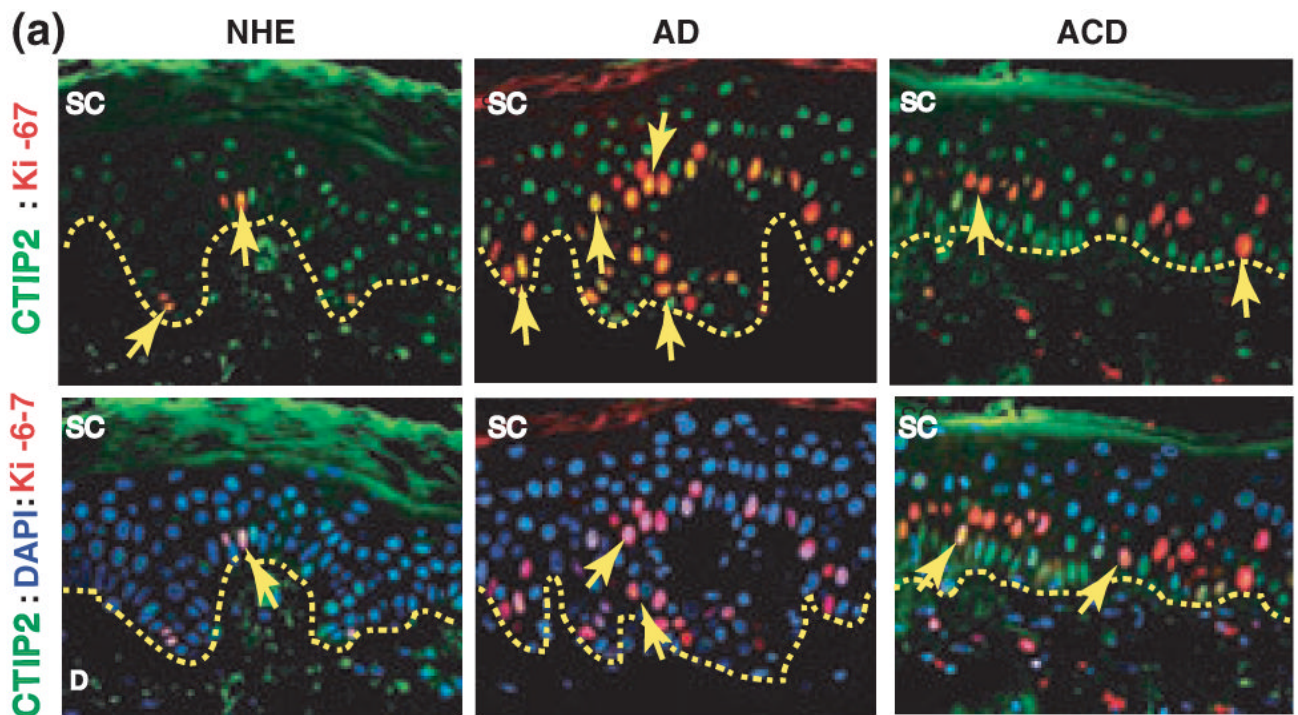 (a) NHE AD ACD
CTIP2 : Ki -67
SC SC SC
CTIP2 : DAPI : Ki -6-7
SC SC SC
D